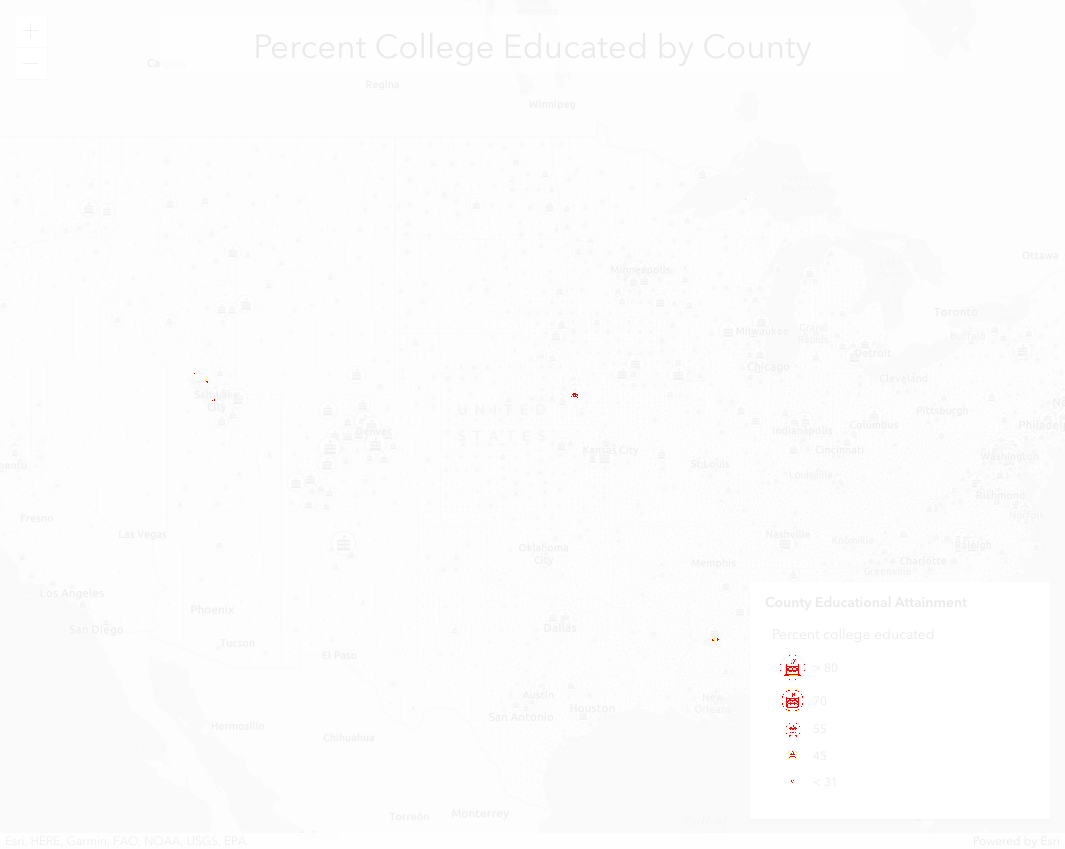 Percent College Educated by County
+
−
Ca
Regina
Winnipeg
Ottawa
Minneapolis
Toronto
Milwaukee
Grand
Rapids
Buffalo
Detroit
Chicago
Cleveland
Salt Lake
City
UNITED
STATES
Pittsburgh
Philadelp
Denver
Indianapolis
Columbus
Kansas City
Cincinnati
Washington
St Louis
Louisville
Richmond
Norfolk
Fresno
Las Vegas
Nashville
Knoxville
Raleigh
Oklahoma
City
Memphis
Charlotte
Greenville
Los Angeles
Phoenix
San Diego
Tucson
Dallas
El Paso
Austin
San Antonio
Houston
New
Orleans
Hermosillo
Chihuahua
Torreón
Monterrey
County Educational Attainment
Percent college educated
> 80
70
55
45
< 31
Esri, HERE, Garmin, FAO, NOAA, USGS, EPA
Powered by Esri